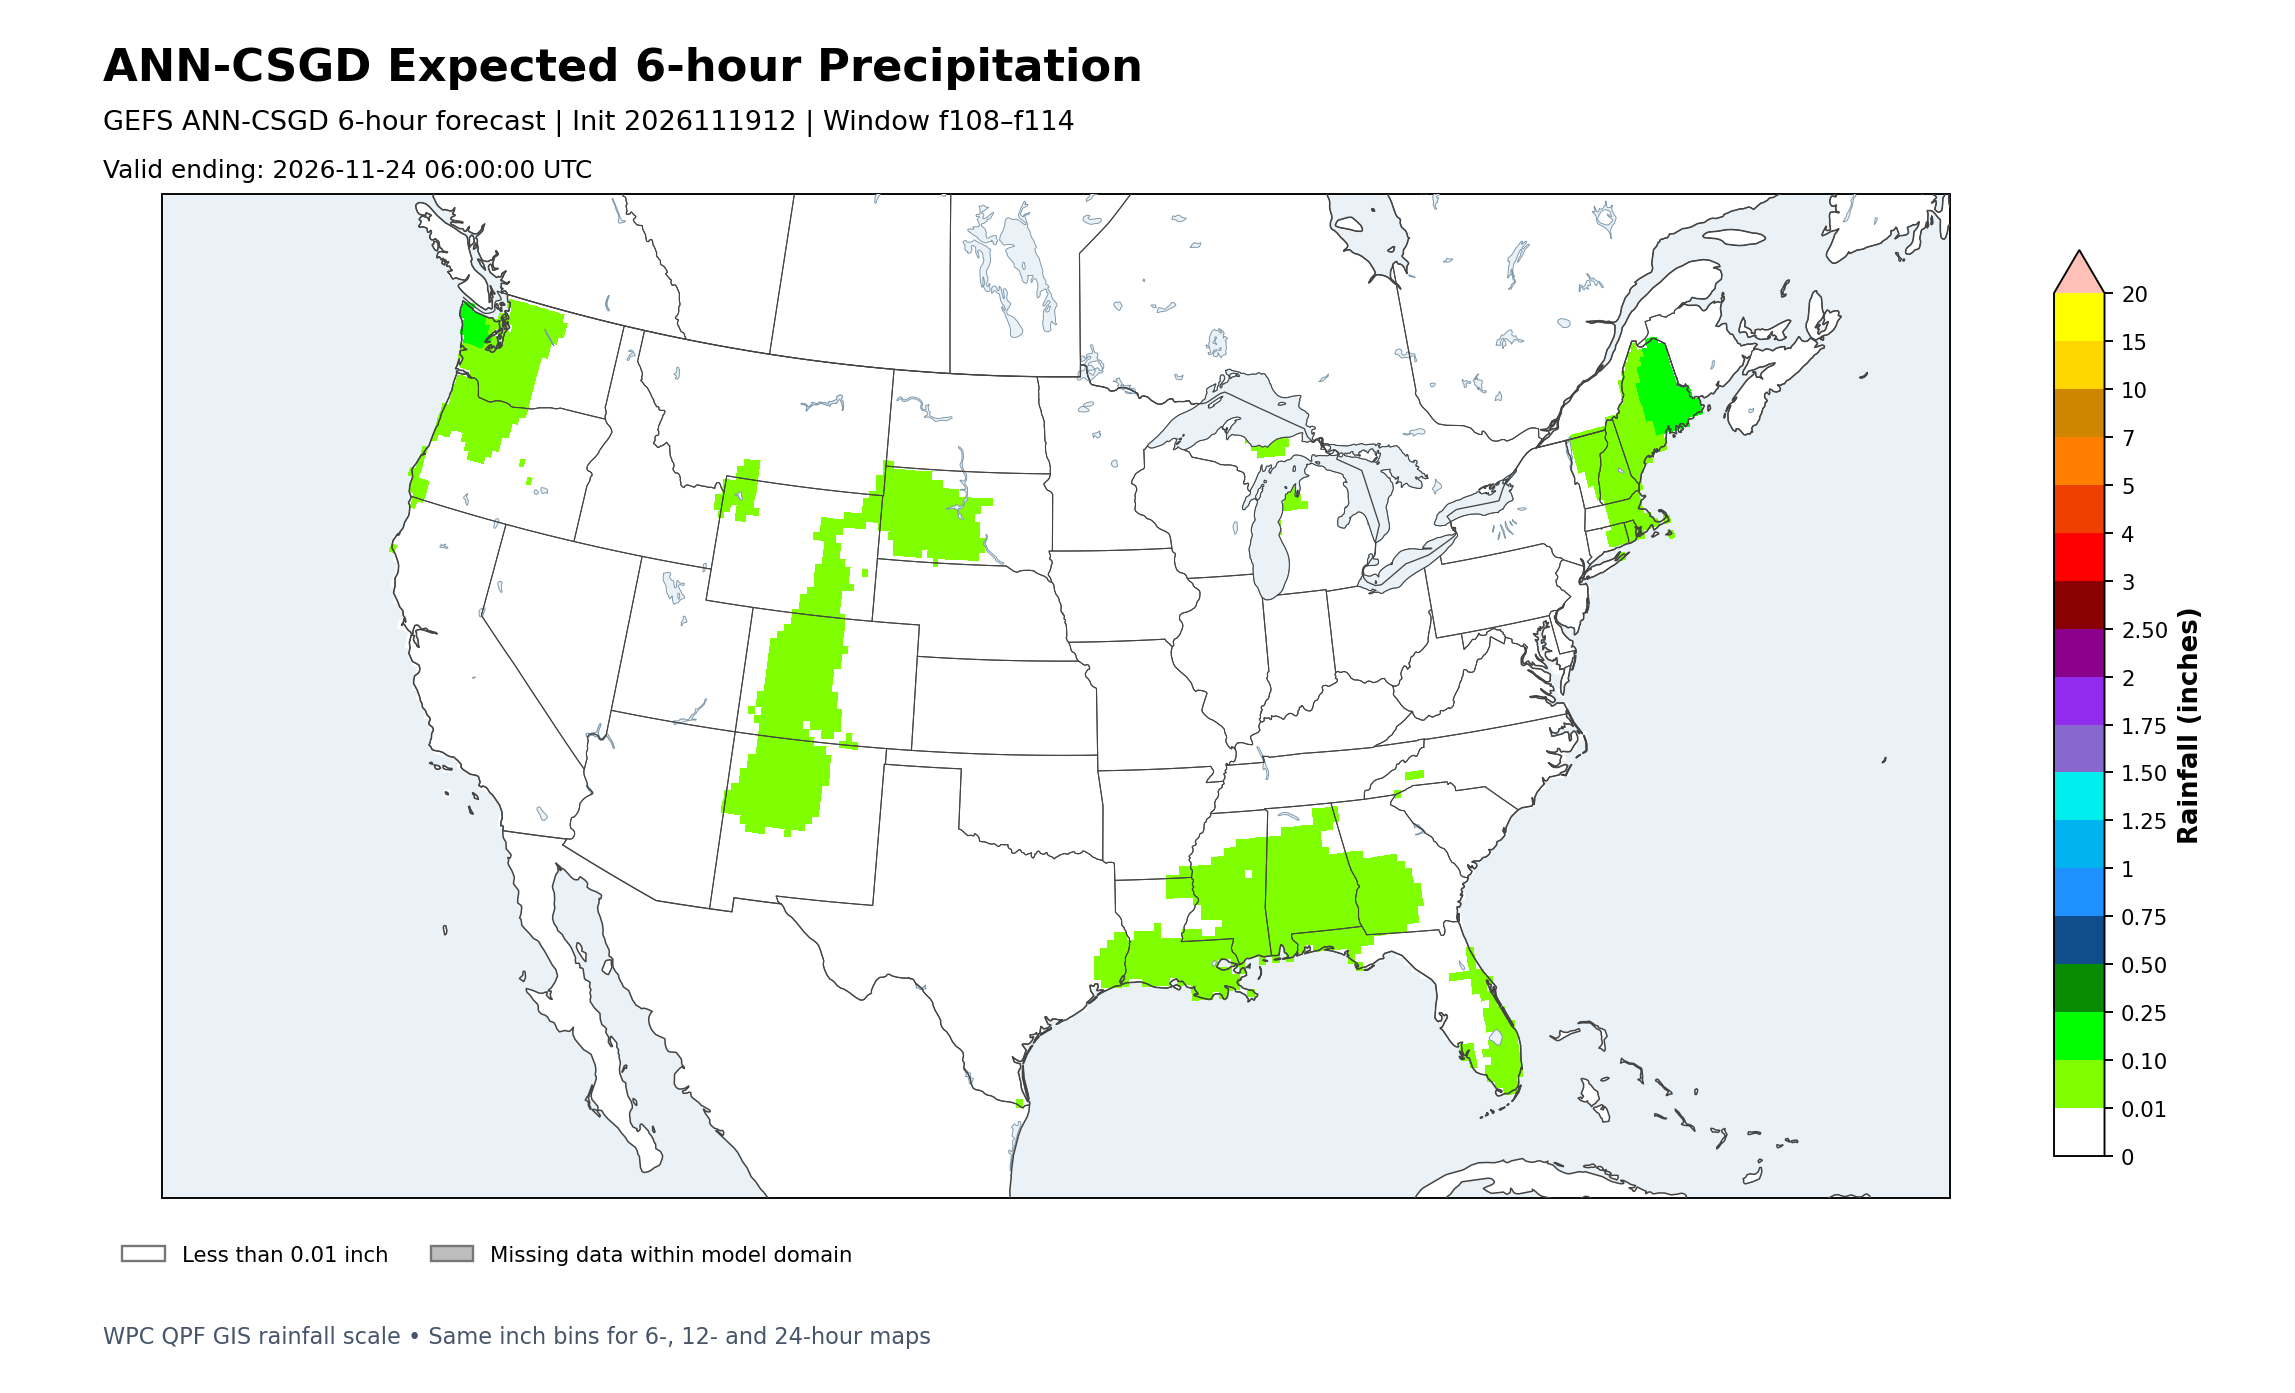 ANN-CSGD Expected 6-hour Precipitation
GEFS ANN-CSGD 6-hour forecast | Init 2026111912 | Window f108–f114
Valid ending: 2026-11-24 06:00:00 UTC
20
15
10
7
5
4
3
2.50
2
1.75
1.50
1.25
1
0.75
0.50
0.25
0.10
0.01
0
Rainfall (inches)
Less than 0.01 inch
Missing data within model domain
WPC QPF GIS rainfall scale • Same inch bins for 6-, 12- and 24-hour maps